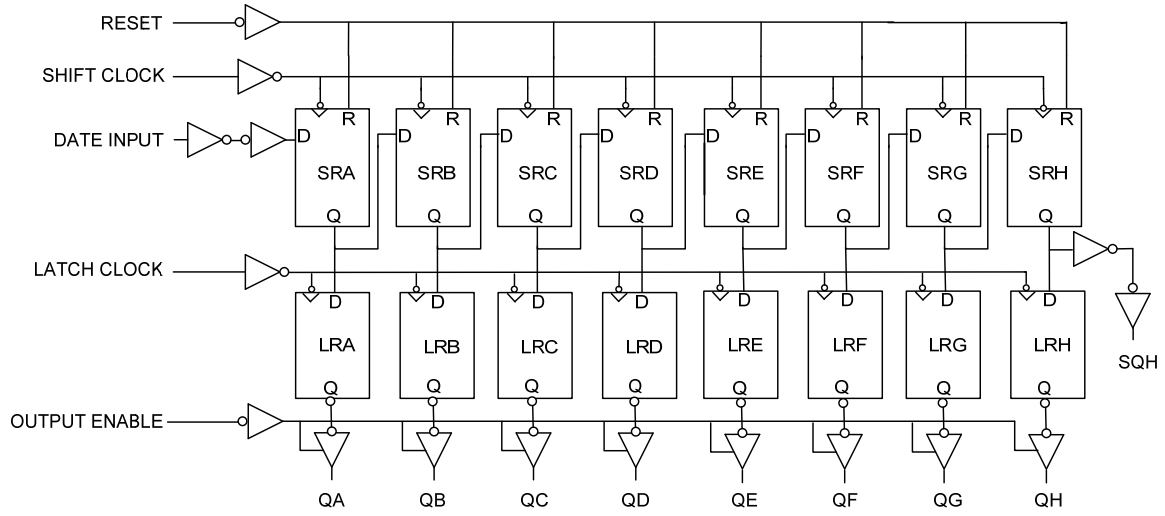 RESET
SHIFT CLOCK
DATE INPUT
R R R R R R R R
D D D D D D D D
SRA SRB SRC SRD SRE SRF SRG SRH
Q Q Q Q Q Q Q Q
LATCH CLOCK
D D D D D D D D
LRA LRB LRC LRD LRE LRF LRG LRH
SQH
Q Q Q Q Q Q Q Q
OUTPUT ENABLE
QA QB QC QD QE QF QG QH